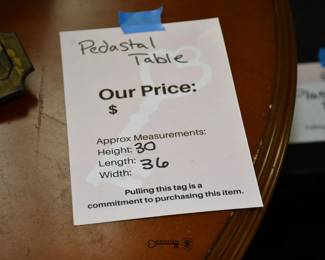 Pedastal
Table
Our Price:
$
Approx Measurements:
Height: 30
Length: 36
Width:
Pulling this tag is a
commitment to purchasing this item.